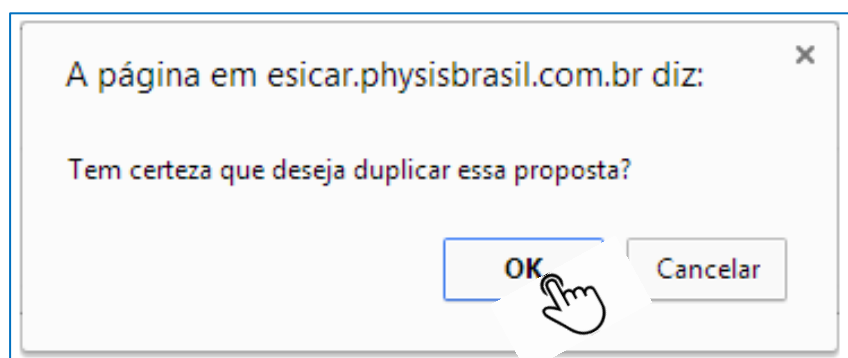 A página em esicar.physisbrasil.com.br diz:
Tem certeza que deseja duplicar essa proposta?
OK
Cancelar